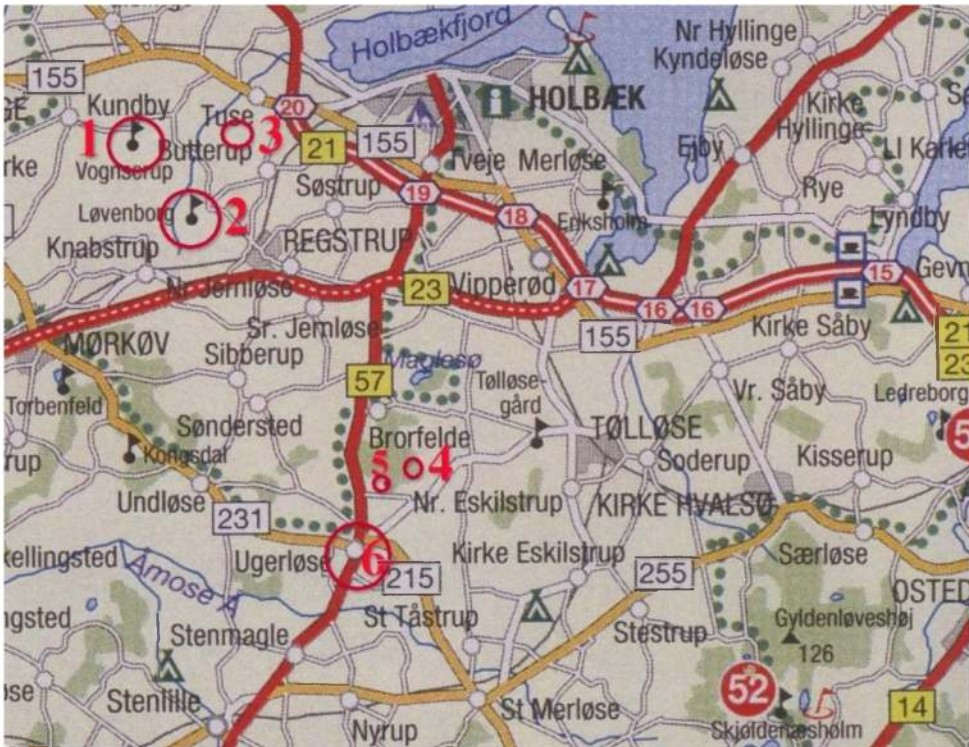 Holbækfjord
Nr Hyllinge
Kyndeløse
155
Kundby
20
HOLBÆK
Kirke
Hyllinge
Tuse
1
3
Butterup
Vognserup
21
155
Tveje Merløse
Ejby
Ll Karle
rke
Søstrup
19
Rye
Løvenborg
2
18
Eriksholm
Lyndby
Knabstrup
REGSTRUP
Nr Jernløse
23
Vipperød
17
16
16
15
Gevn
Sr. Jernløse
155
Kirke Såby
21
23
MØRKØV
Sibberup
Maglesø
57
Tølløse-
gård
Vr. Såby
Ledreborg
Torbenfeld
Søndersted
Brorfelde
TØLLØSE
5
rup
Kongsdal
5
4
Soderup
Kisserup
Undløse
Nr. Eskilstrup
KIRKE HVALSØ
231
kellingsted
Ugerløse
6
Kirke Eskilstrup
Særløse
Åmose Å
215
255
OSTED
ngsted
St Tåstrup
Gyldenløveshøj
126
Stenmagle
Stestrup
52
Stenlille
St Merløse
14
Nyrup
Skjoldenæsholm